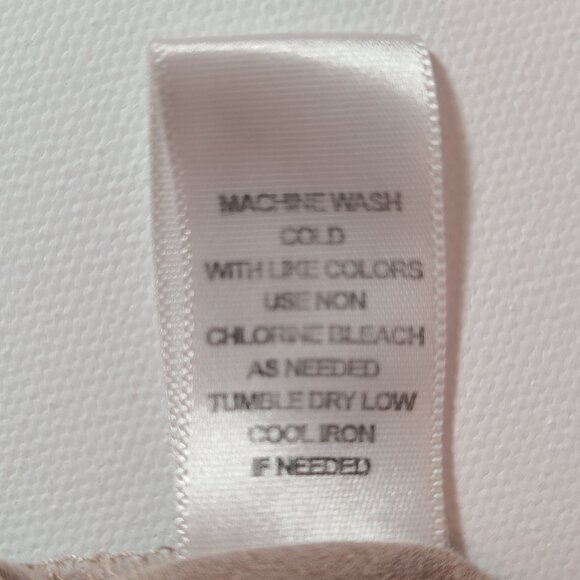 MACHINE WASH
COLD
WITH LIKE COLORS
USE NON
CHLORINE BLEACH
AS NEEDED
TUMBLE DRY LOW
COOL IRON
IF NEEDED